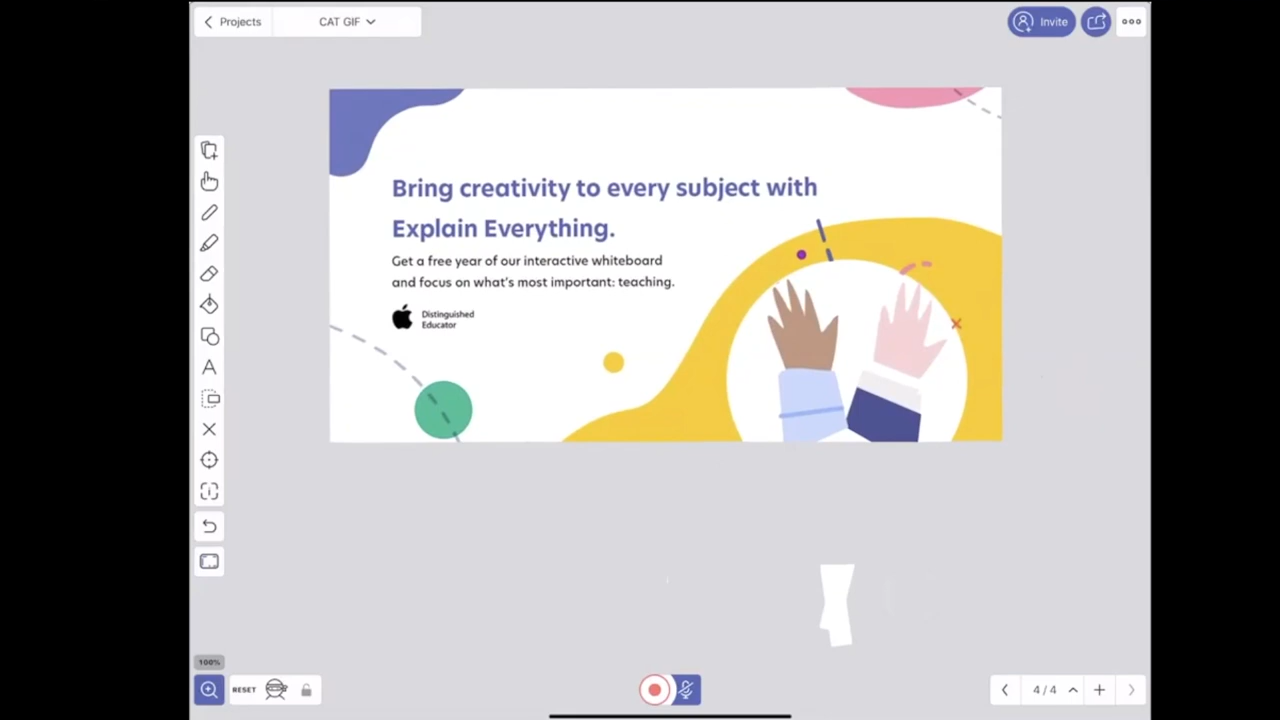 Projects
CAT GIF
Invite
Bring creativity to every subject with
Explain Everything.
Get a free year of our interactive whiteboard
and focus on what's most important: teaching.
Distinguished
Educator
A
100%
RESET
4/4